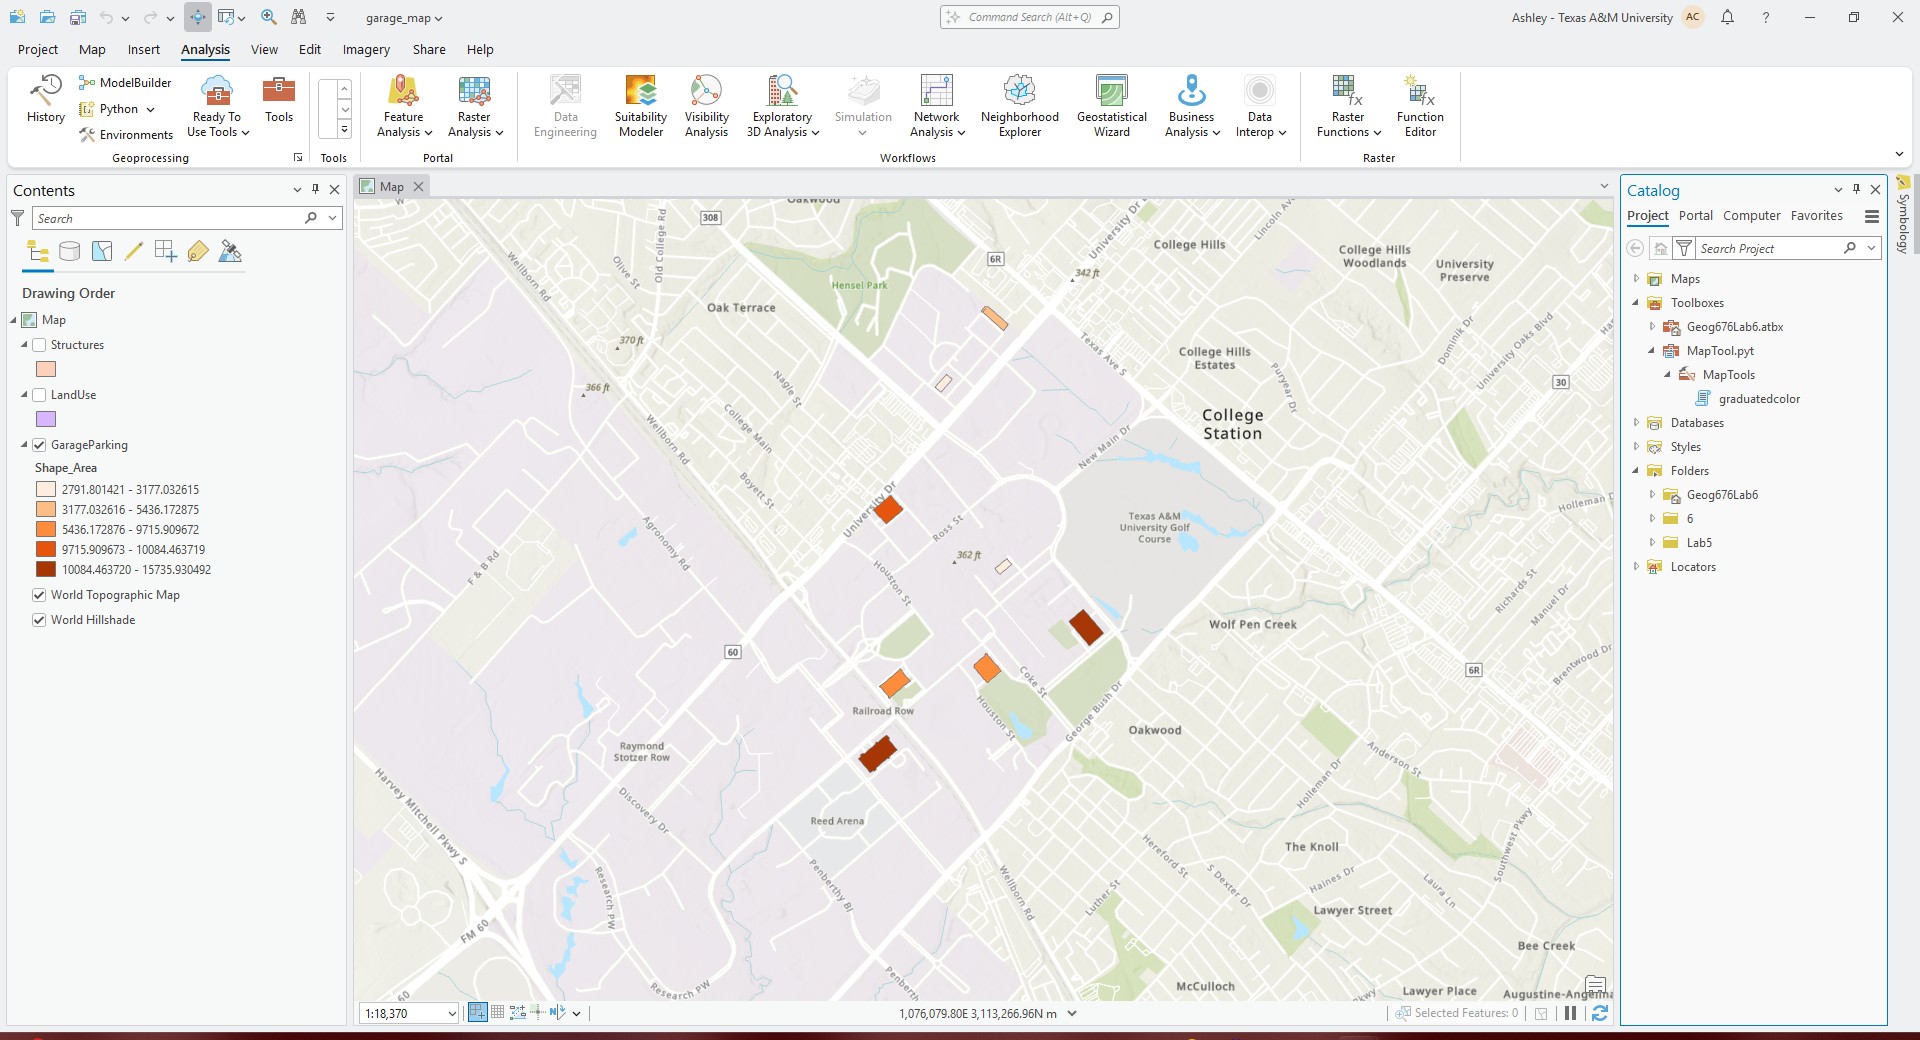 garage_map
Command Search (Alt+Q)
Ashley - Texas A&M University
AC
Project Map Insert Analysis View Edit Imagery Share Help
History
ModelBuilder
Python
Environments
Ready To
Use Tools
Tools
Geoprocessing
Tools
Feature
Analysis
Raster
Analysis
Portal
Data
Engineering
Suitability
Modeler
Visibility
Analysis
Exploratory
3D Analysis
Simulation
Network
Analysis
Neighborhood
Explorer
Geostatistical
Wizard
Business
Analysis
Data
Interop
Workflows
Raster
Functions
Function
Editor
Raster
Contents
Search
Drawing Order
Map
Structures
LandUse
GarageParking
Shape_Area
2791.801421 - 3177.032615
3177.032616 - 5436.172875
5436.172876 - 9715.909672
9715.909673 - 10084.463719
10084.463720 - 15735.930492
World Topographic Map
World Hillshade
Map
Oakwood
308
Old College Rd
University Dr
Lincoln Av
College Hills
College Hills
Woodlands
University
Preserve
Wellborn Rd
Olive St
6R
342 ft
Hensel Park
Oak Terrace
370 ft
Texas Ave S
College Hills
Estates
Dominik Dr
University Oaks Blvd
Puryear Dr
30
366 ft
Nagle St
College Main
Wellborn Rd
College
Station
New Main Dr
Boyett St
University Dr
Ross St
Texas A&M
University Golf
Course
Holleman D
Agronomy Rd
F & B Rd
362 ft
Houston St
Richards St
Manuel Dr
Wolf Pen Creek
60
6R
Brentwood Dr
Coke St
Railroad Row
Houston St
George Bush Dr
Oakwood
Raymond
Stotzer Row
Anderson St
Holleman Dr
Harvey Mitchell Pkwy S
Discovery Dr
Reed Arena
Hereford St
The Knoll
Southwest Pkwy
Penberthy Bl
Wellborn Rd
Luther St
S Dexter Dr
Haines Dr
Laura Ln
Research PW
Lawyer Street
FM 60
Bee Creek
Penberth
Research PW
McCulloch
Lawyer Place
Augustine-Angelina
60
kwy
1:18,370
1,076,079.80E 3,113,266.96N m
Selected Features: 0
Catalog
Project Portal Computer Favorites
Search Project
Maps
Toolboxes
Geog676Lab6.atbx
MapTool.pyt
MapTools
graduatedcolor
Databases
Styles
Folders
Geog676Lab6
6
Lab5
Locators
Symbology